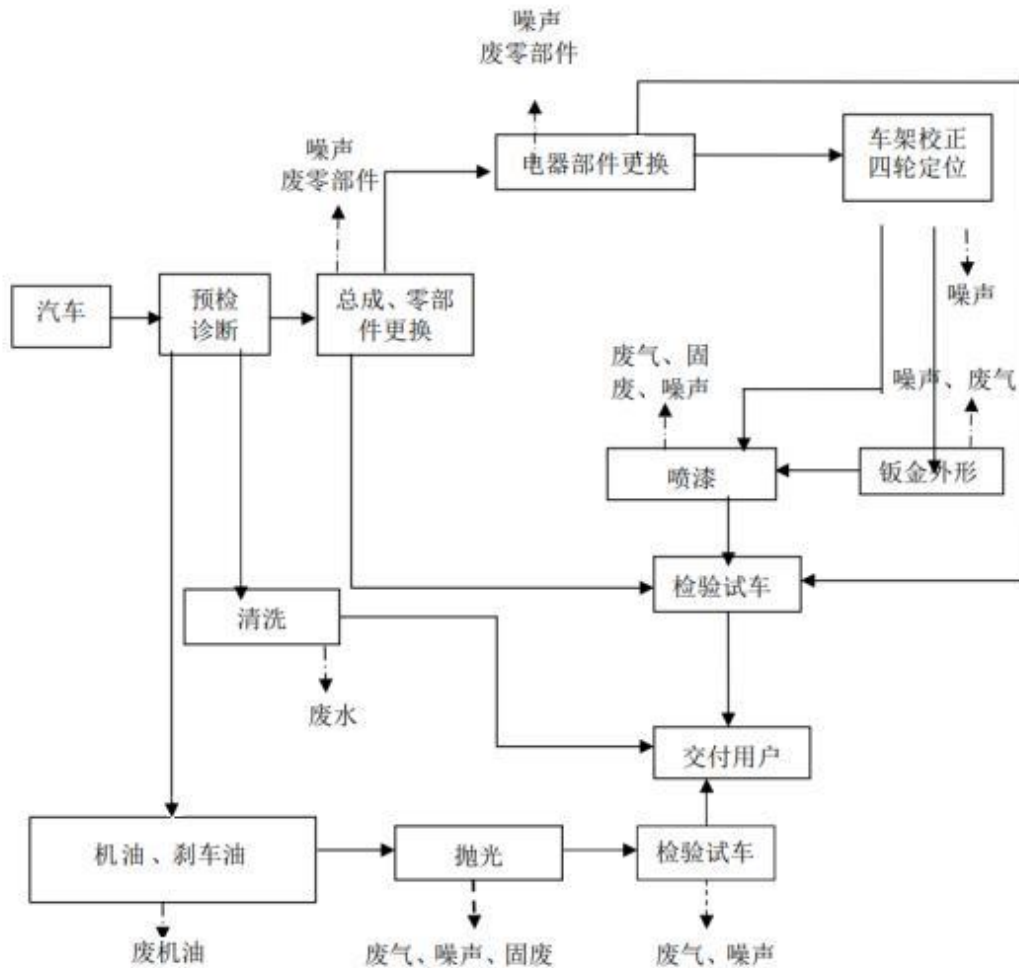 噪声
废零部件
电器部件更换
车架校正
四轮定位
噪声
废零部件
噪声
汽车
预检
诊断
总成、零部
件更换
废气、固
废、噪声
噪声、废气
喷漆
钣金外形
检验试车
清洗
废水
交付用户
机油、刹车油
抛光
检验试车
废机油
废气、噪声、固废
废气、噪声